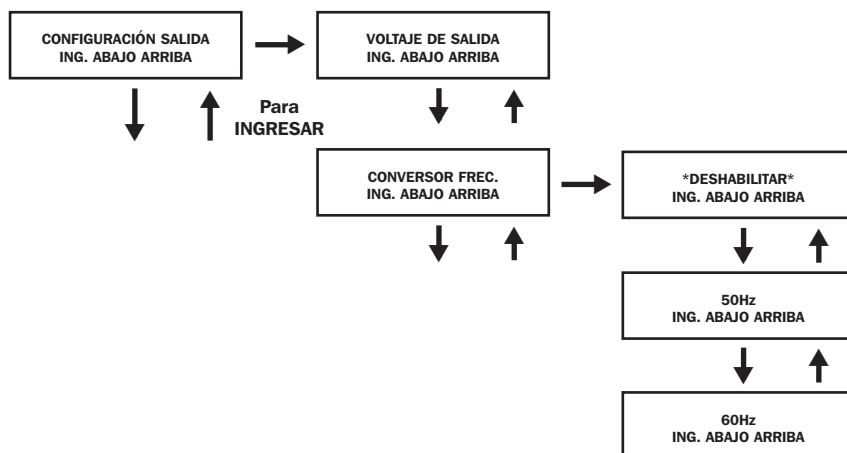 CONFIGURACIÓN SALIDA
ING. ABAJO ARRIBA
VOLTAJE DE SALIDA
ING. ABAJO ARRIBA
Para
INGRESAR
CONVERSOR FREC.
ING. ABAJO ARRIBA
*DESHABILITAR*
ING. ABAJO ARRIBA
50Hz
ING. ABAJO ARRIBA
60Hz
ING. ABAJO ARRIBA